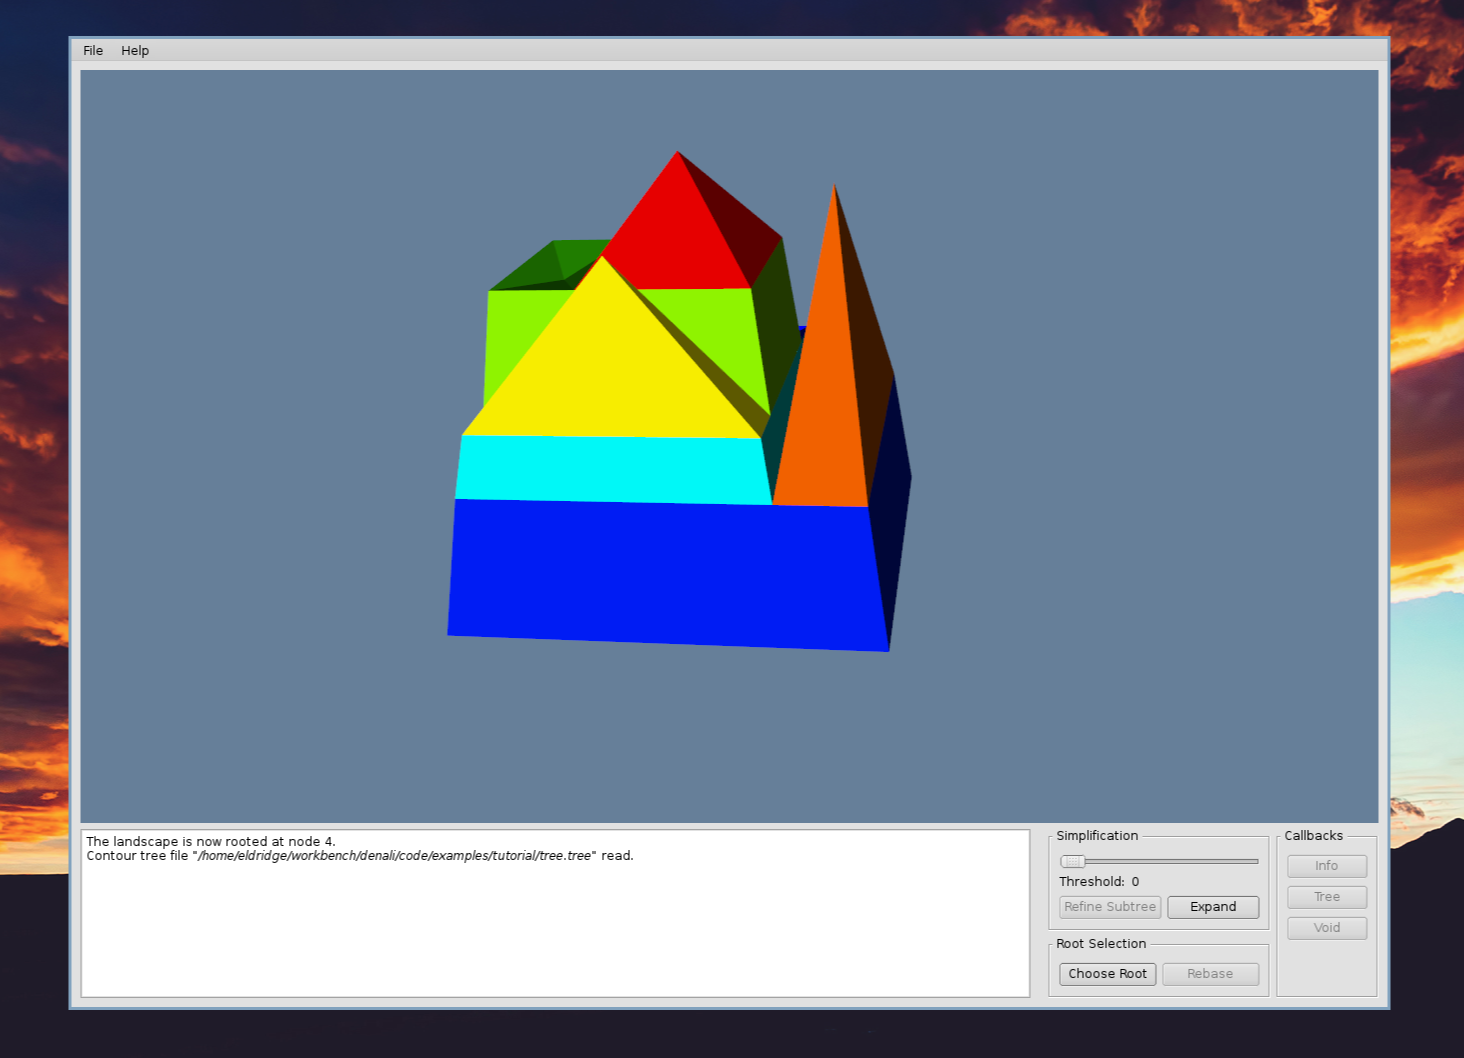 File Help
The landscape is now rooted at node 4.
Contour tree file "/home/eldridge/workbench/denali/code/examples/tutorial/tree.tree" read.
Simplification
Threshold: 0
Refine Subtree Expand
Root Selection
Choose Root Rebase
Callbacks
Info
Tree
Void